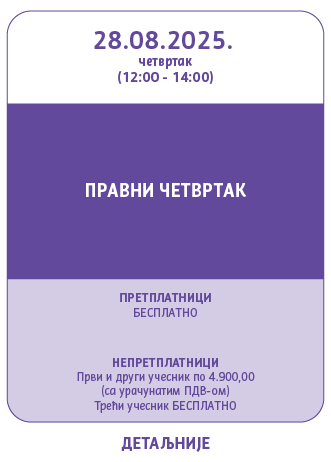 28.08.2025.
четвртак
(12:00 - 14:00)
ПРАВНИ ЧЕТВРТАК
ПРЕТПЛАТНИЦИ
БЕСПЛАТНО
НЕПРЕТПЛАТНИЦИ
Први и други учесник по 4.900,00
(са урачунатим ПДВ-ом)
Трећи учесник БЕСПЛАТНО
ДЕТАЉНИЈЕ